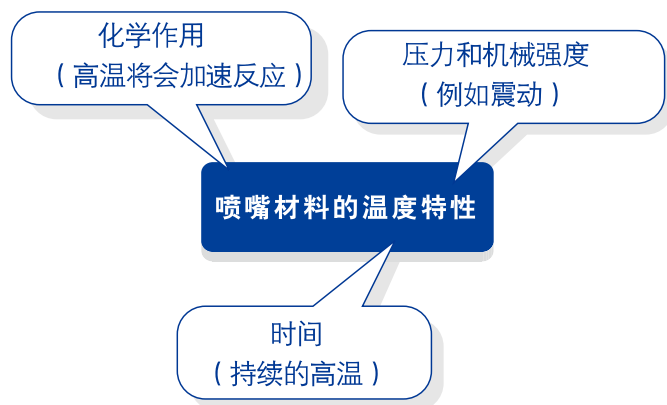 化学作用
（高温将会加速反应）
压力和机械强度
（例如震动）
喷嘴材料的温度特性
时间
（持续的高温）